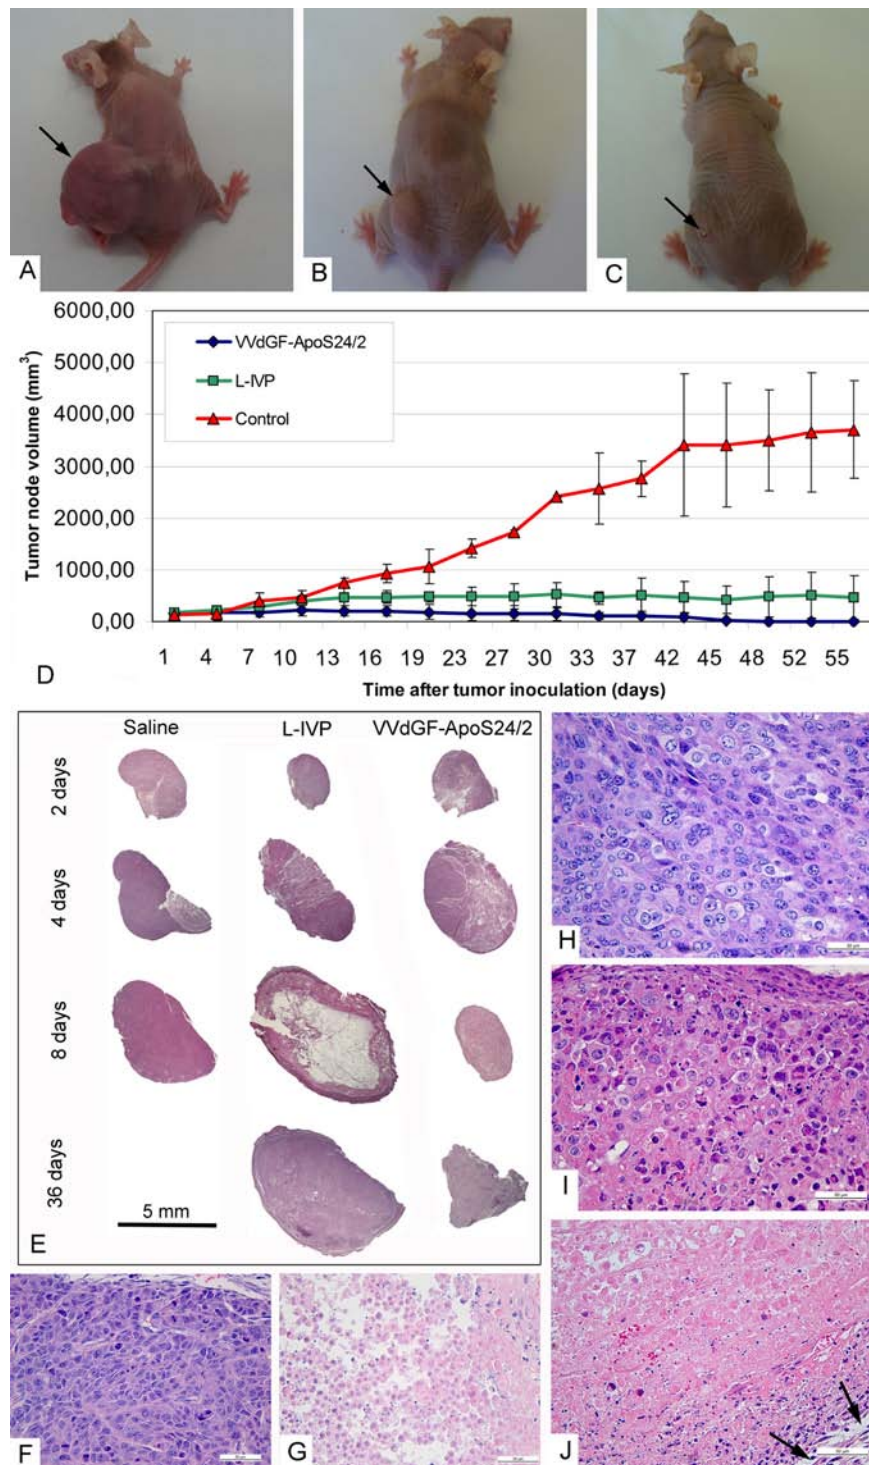 A
B
C
6000,00
5000,00
4000,00
3000,00
2000,00
1000,00
0,00
Tumor node volume (mm3)
VVdGF-ApoS24/2
L-IVP
Control
1 4 7 10 13 16 19 23 27 30 33 37 42 45 48 52 55
D
Time after tumor inoculation (days)
Saline L-IVP VVdGF-ApoS24/2
2 days
4 days
8 days
36 days
5 mm
E
H
I
F
G
J